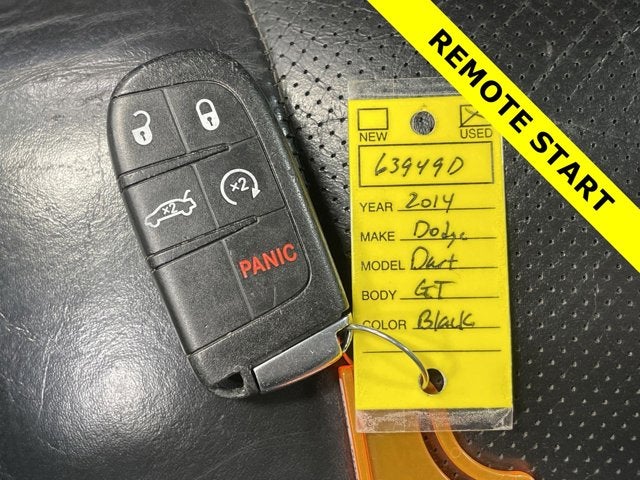 REMOTE START
NEW USED
63949D
YEAR 2014
MAKE Dodge
MODEL Dart
BODY GT
COLOR Black
x2 x2
PANIC